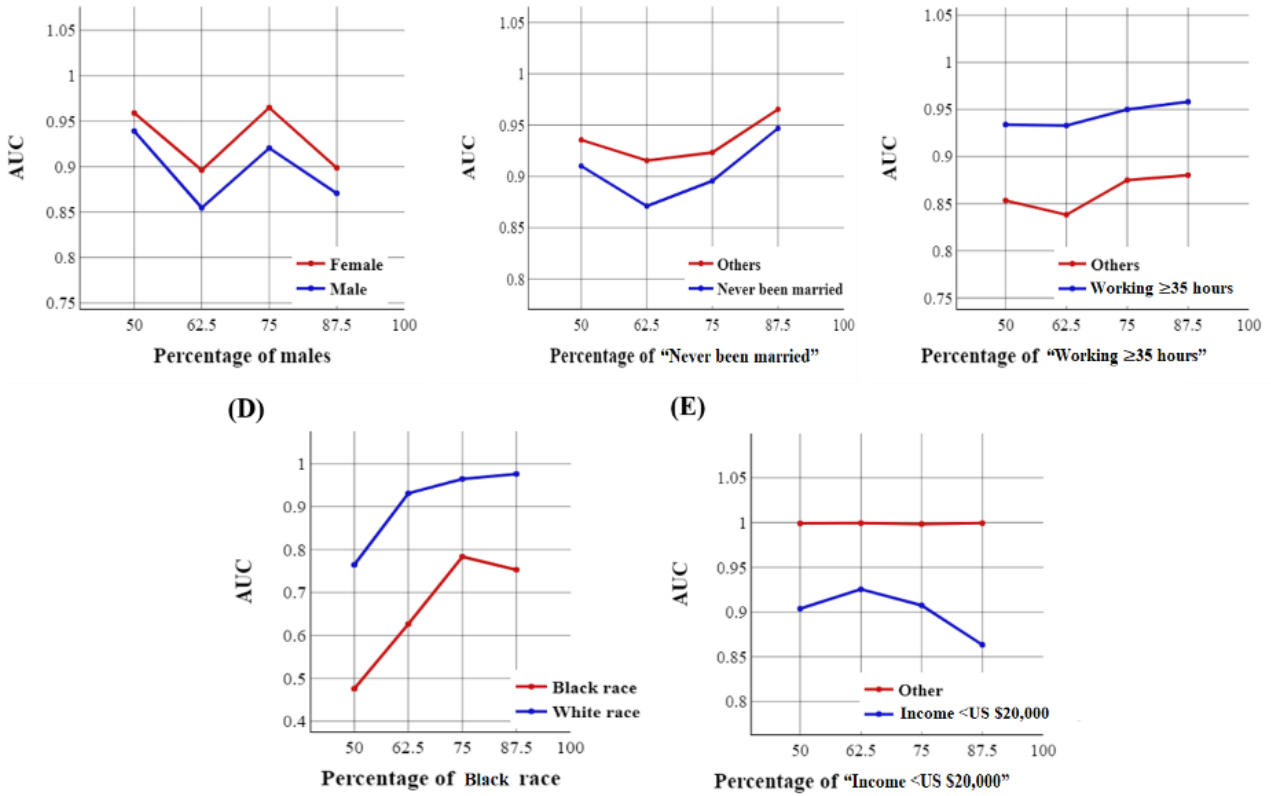 1.05
1
0.95
0.9
0.85
0.8
0.75
AUC
Female
Male
50 62.5 75 87.5 100
Percentage of males
1.05
1
0.95
0.9
0.85
0.8
AUC
Others
Never been married
50 62.5 75 87.5 100
Percentage of “Never been married”
1.05
1
0.95
0.9
0.85
0.8
0.75
AUC
Others
Working ≥35 hours
50 62.5 75 87.5 100
Percentage of “Working ≥35 hours”
(D)
1
0.9
0.8
0.7
0.6
0.5
0.4
AUC
Black race
White race
50 62.5 75 87.5 100
Percentage of Black race
(E)
1.05
1
0.95
0.9
0.85
0.8
AUC
Other
Income <US $20,000
50 62.5 75 87.5 100
Percentage of “Income <US $20,000”